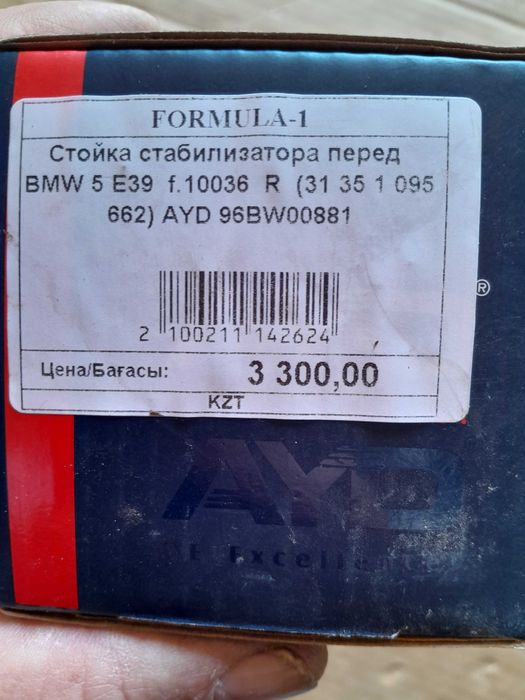 FORMULA-1
Стойка стабилизатора перед
BMW 5 E39 f.10036 R (31 35 1 095
662) AYD 96BW00881
2 100211 142624
Цена/Бағасы: 3 300,00
KZT
®
AYD
Excellence